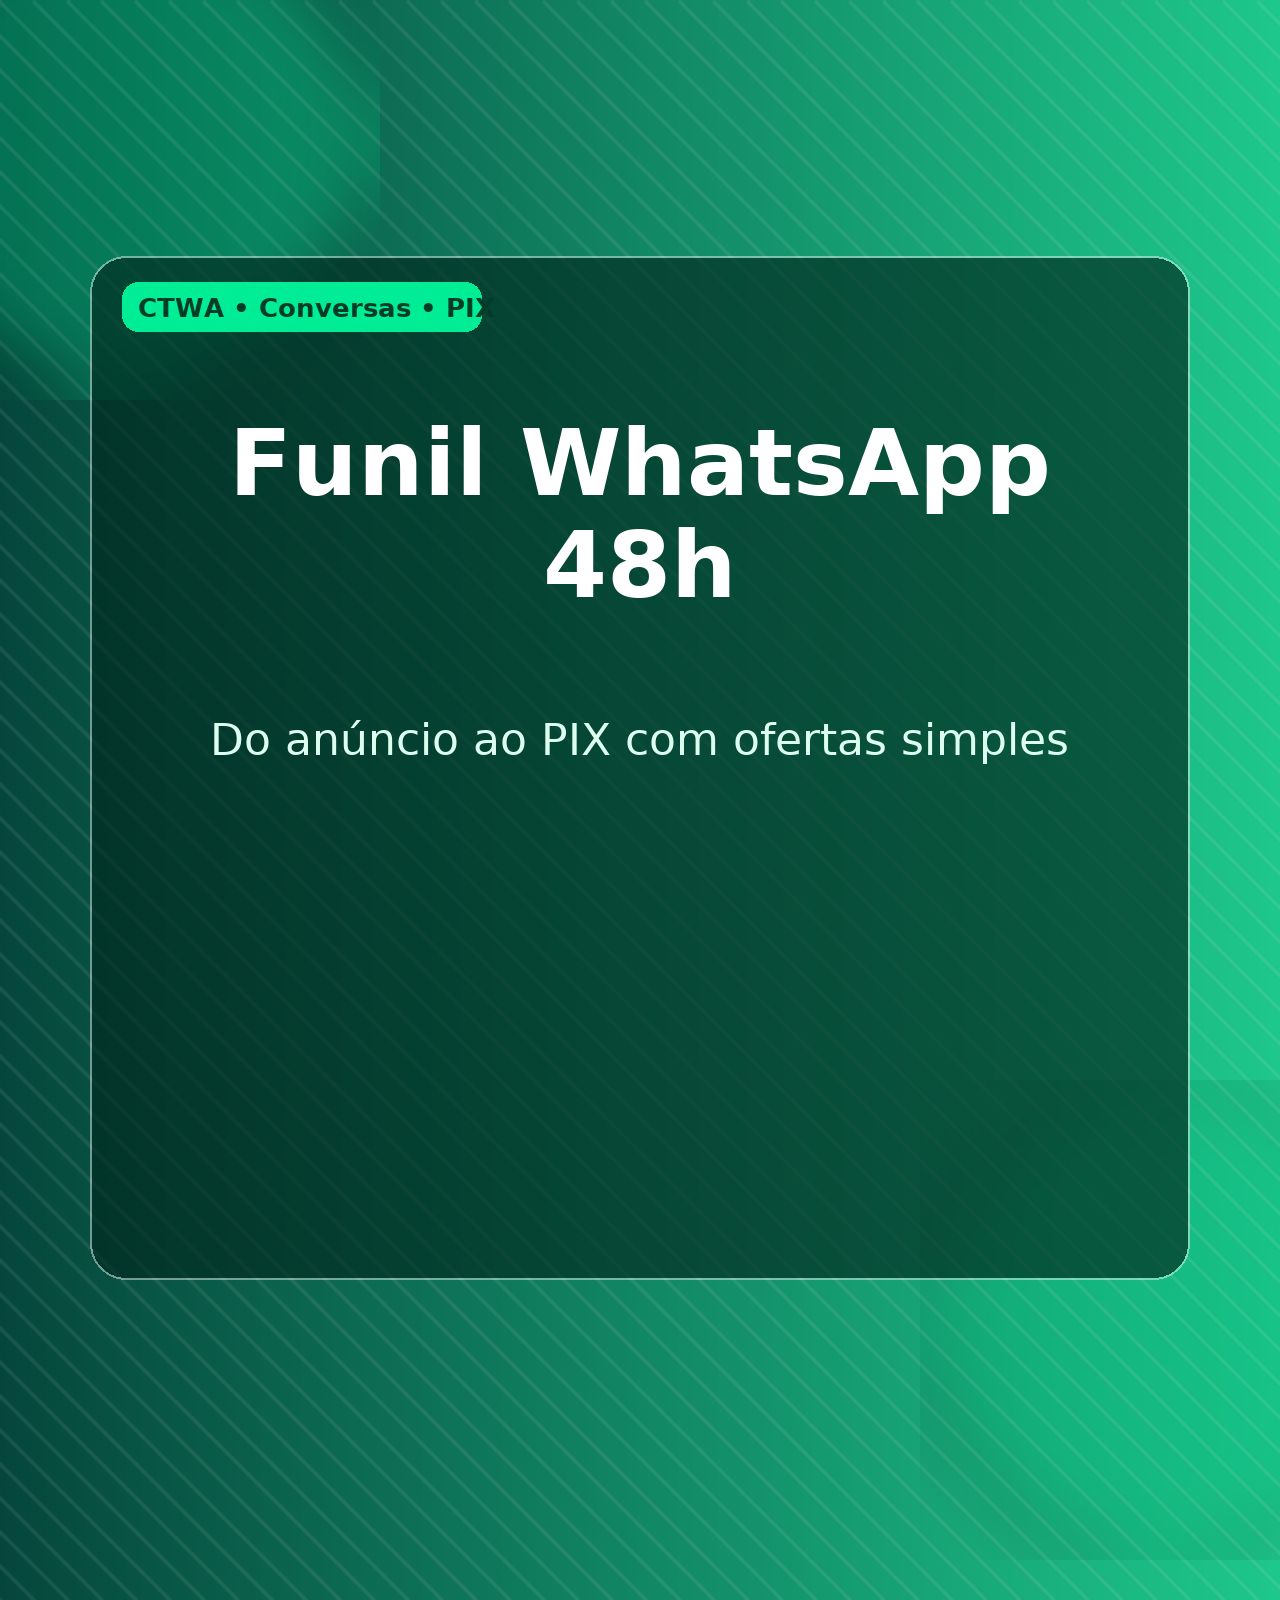 CTWA • Conversas • PIX
Funil WhatsApp
48h
Do anúncio ao PIX com ofertas simples